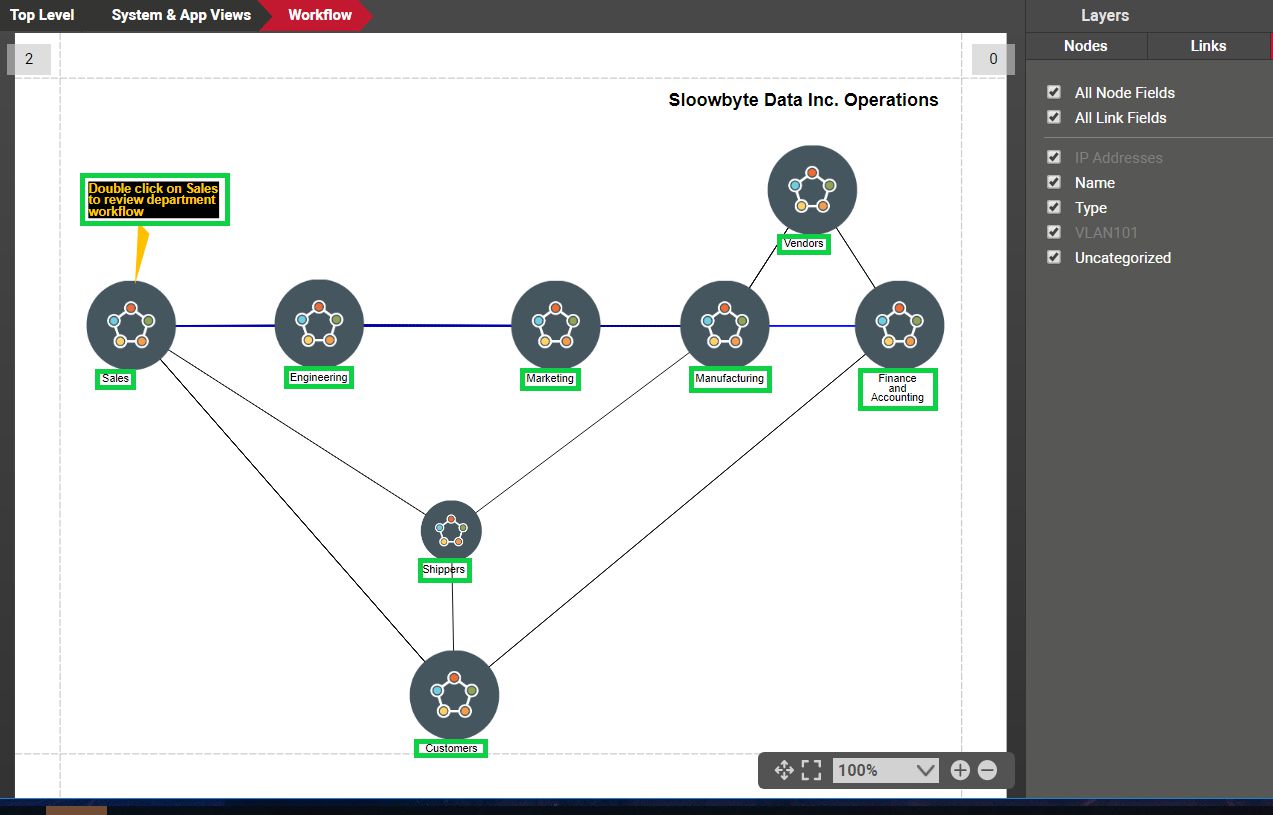 Top Level System & App Views Workflow
Layers
Nodes Links
2
0
Sloowbyte Data Inc. Operations
All Node Fields
All Link Fields
IP Addresses
Name
Type
VLAN101
Uncategorized
Double click on Sales
to review department
workflow
Vendors
Sales
Engineering
Marketing
Manufacturing
Finance
and
Accounting
Shippers
Customers
100%